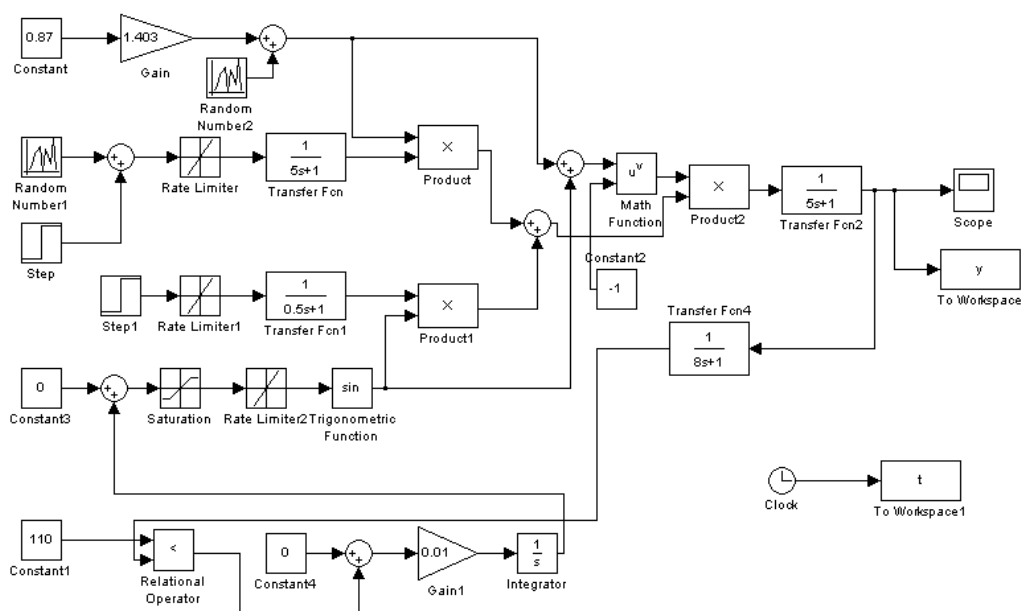 0.87
Constant
1.403
Gain
+
+
Random
Number2
Random
Number1
+
+
Rate Limiter
1
5s+1
Transfer Fcn
×
Product
Step
+
+
u^v
Math
Function
×
Product2
1
5s+1
Transfer Fcn2
Scope
y
To Workspace
+
+
Constant2
-1
Step1
Rate Limiter1
1
0.5s+1
Transfer Fcn1
×
Product1
Transfer Fcn4
1
8s+1
0
Constant3
+
+
Saturation
Rate Limiter2
sin
Trigonometric
Function
Clock
t
To Workspace1
110
Constant1
<
Relational
Operator
0
Constant4
+
+
0.01
Gain1
1
s
Integrator